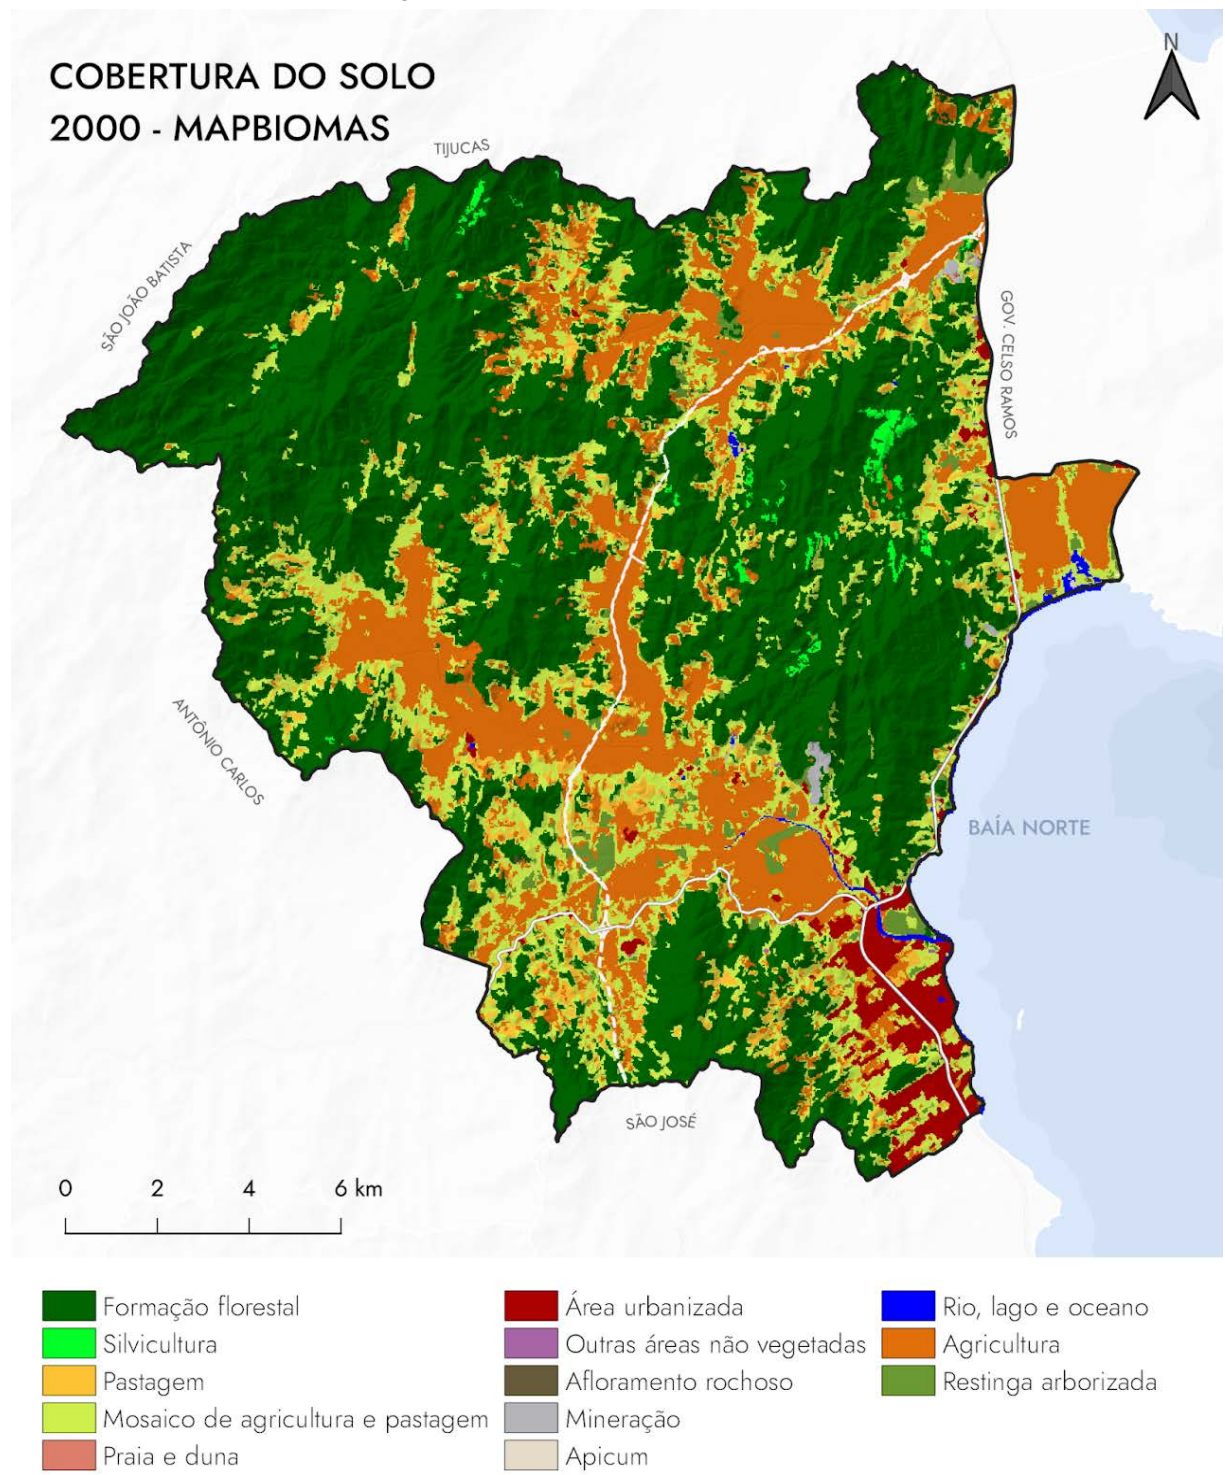 COBERTURA DO SOLO
2000 - MAPBIOMAS
N
TIJUCAS
SÃO JOÃO BATISTA
GOV. CELSO RAMOS
ANTÔNIO CARLOS
BAÍA NORTE
SÃO JOSÉ
0 2 4 6 km
Formação florestal
Silvicultura
Pastagem
Mosaico de agricultura e pastagem
Praia e duna
Área urbanizada
Outras áreas não vegetadas
Afloramento rochoso
Mineração
Apicum
Rio, lago e oceano
Agricultura
Restinga arborizada